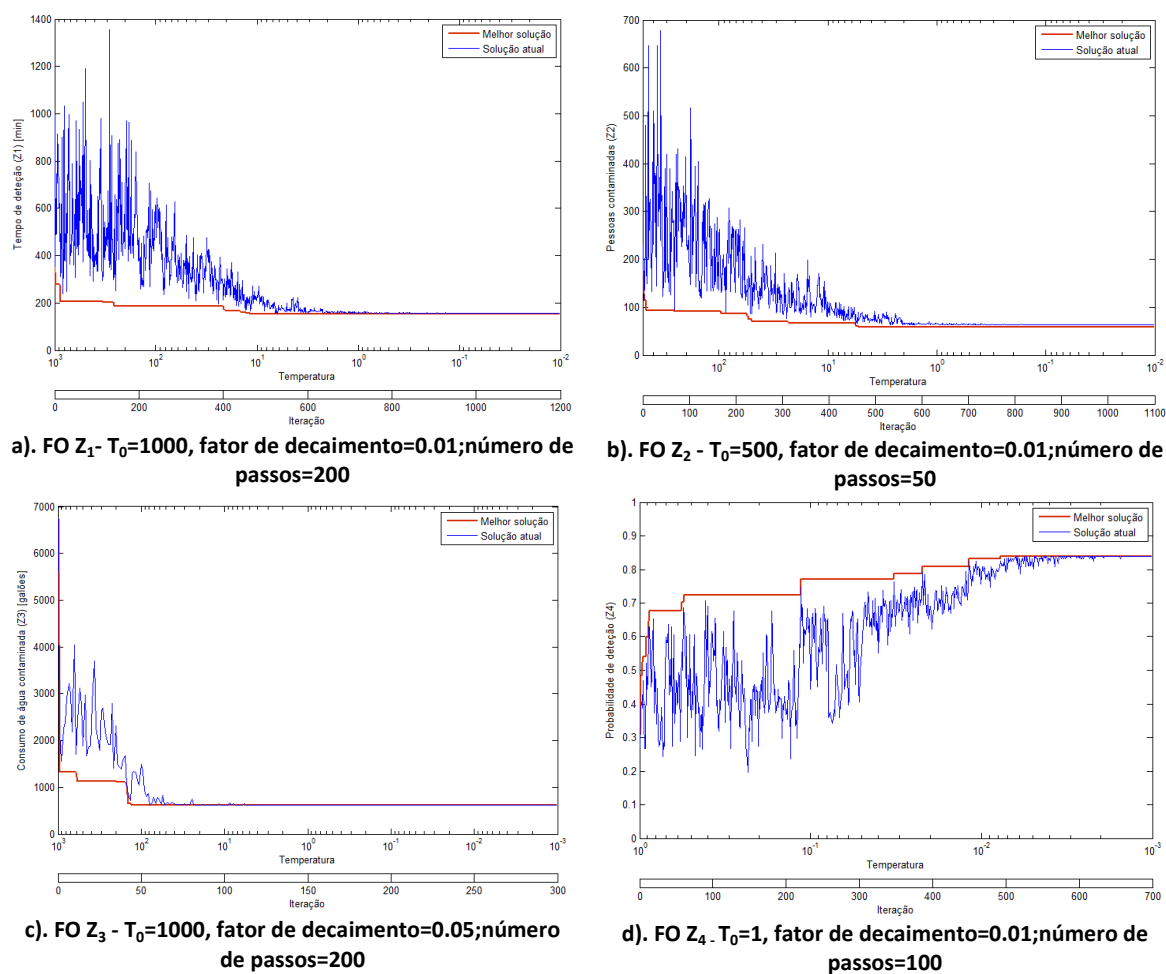 1400
1200
1000
800
600
400
200
0
Tempo de deteção (Z1) [min]
Melhor solução
Solução atual
10^3
10^2
10^1
10^0
10^-1
10^-2
Temperatura
0 200 400 600 800 1000 1200
Iteração
a). FO Z1- T0=1000, fator de decaimento=0.01;número de
passos=200
700
600
500
400
300
200
100
0
Pessoas contaminadas (Z2)
Melhor solução
Solução atual
10^2
10^1
10^0
10^-1
10^-2
Temperatura
0 100 200 300 400 500 600 700 800 900 1000 1100
Iteração
b). FO Z2 - T0=500, fator de decaimento=0.01;número de
passos=50
7000
6000
5000
4000
3000
2000
1000
0
Consumo de água contaminada (Z3) [galões]
Melhor solução
Solução atual
10^3
10^2
10^1
10^0
10^-1
10^-2
10^-3
Temperatura
0 50 100 150 200 250 300
Iteração
c). FO Z3 - T0=1000, fator de decaimento=0.05;número
de passos=200
1
0.9
0.8
0.7
0.6
0.5
0.4
0.3
0.2
0.1
0
Probabilidade de deteção (Z4)
Melhor solução
Solução atual
10^0
10^-1
10^-2
10^-3
Temperatura
0 100 200 300 400 500 600 700
Iteração
d). FO Z4 - T0=1, fator de decaimento=0.01;número de
passos=100